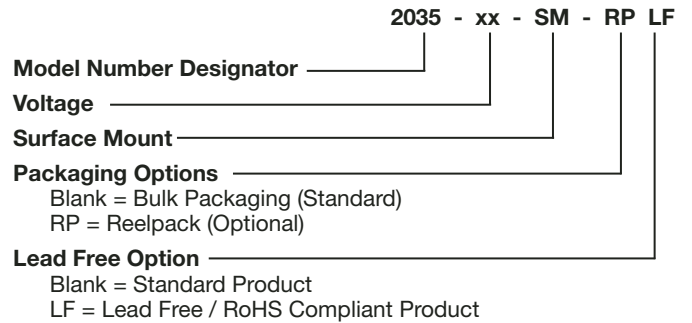 2035 - xx - SM - RP LF
Model Number Designator
Voltage
Surface Mount
Packaging Options
Blank = Bulk Packaging (Standard)
RP = Reelpack (Optional)
Lead Free Option
Blank = Standard Product
LF = Lead Free / RoHS Compliant Product